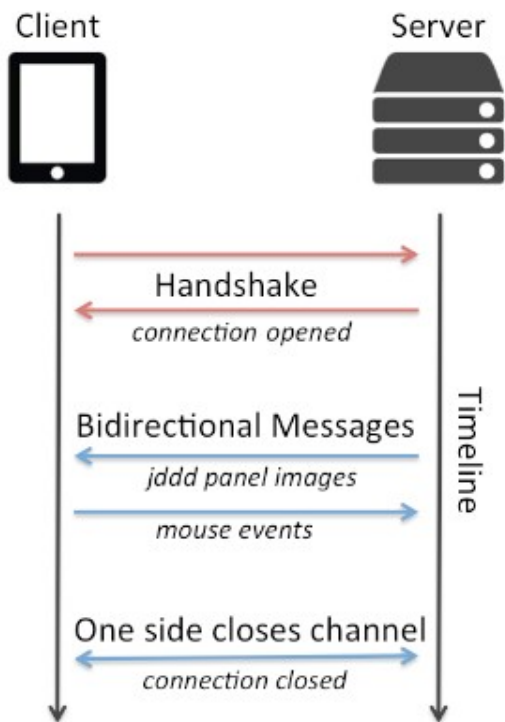 Client
Server
Handshake
connection opened
Bidirectional Messages
jddd panel images
mouse events
Timeline
One side closes channel
connection closed